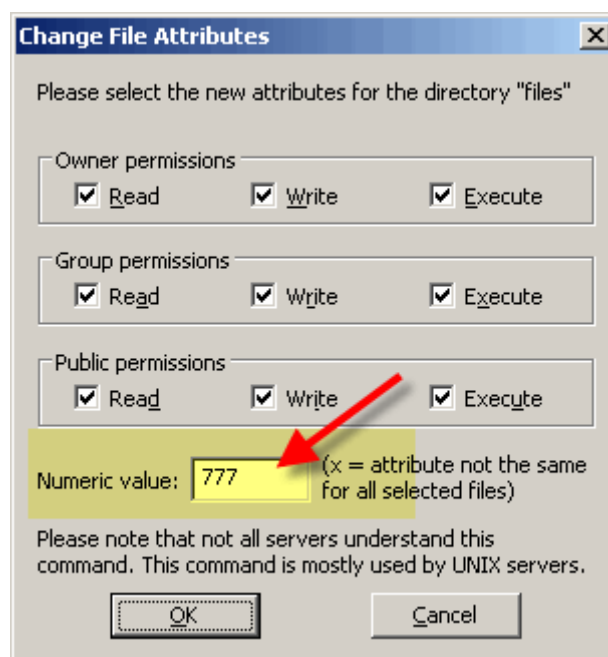 Change File Attributes
Please select the new attributes for the directory "files"
Owner permissions
Read Write Execute
Group permissions
Read Write Execute
Public permissions
Read Write Execute
Numeric value: 777 (x = attribute not the same
for all selected files)
Please note that not all servers understand this
command. This command is mostly used by UNIX servers.
OK Cancel